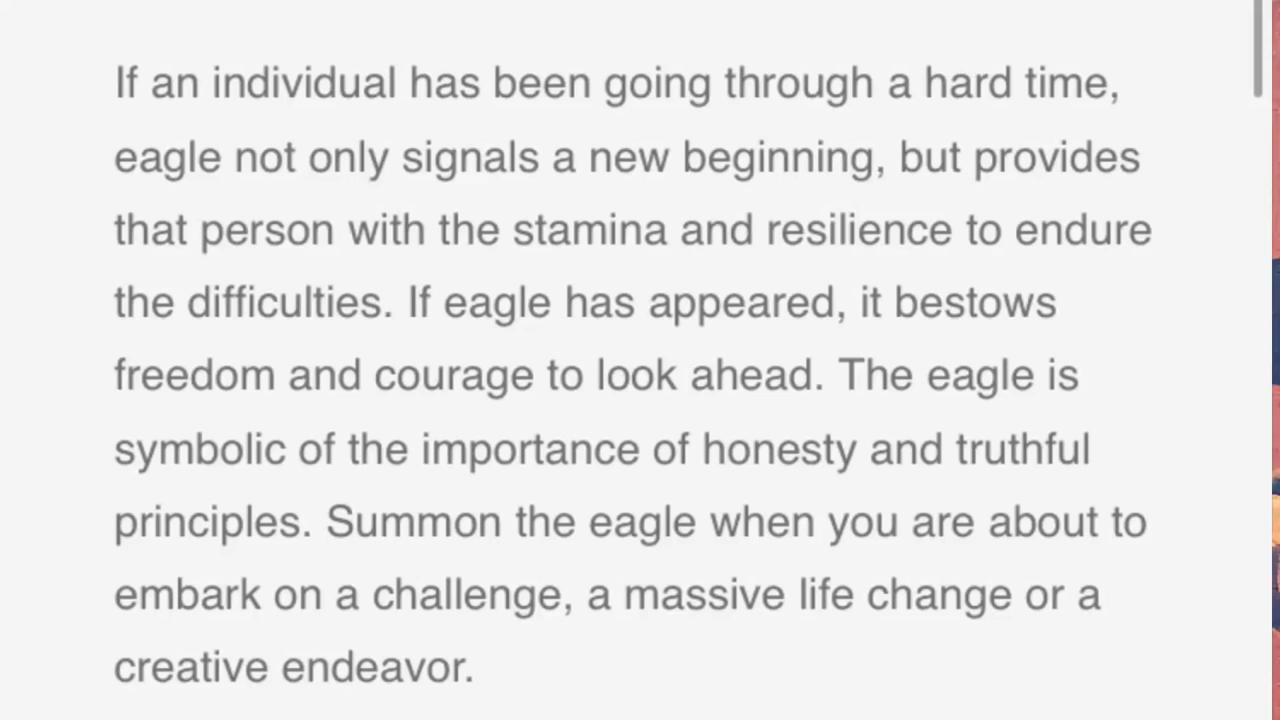 If an individual has been going through a hard time,
eagle not only signals a new beginning, but provides
that person with the stamina and resilience to endure
the difficulties. If eagle has appeared, it bestows
freedom and courage to look ahead. The eagle is
symbolic of the importance of honesty and truthful
principles. Summon the eagle when you are about to
embark on a challenge, a massive life change or a
creative endeavor.